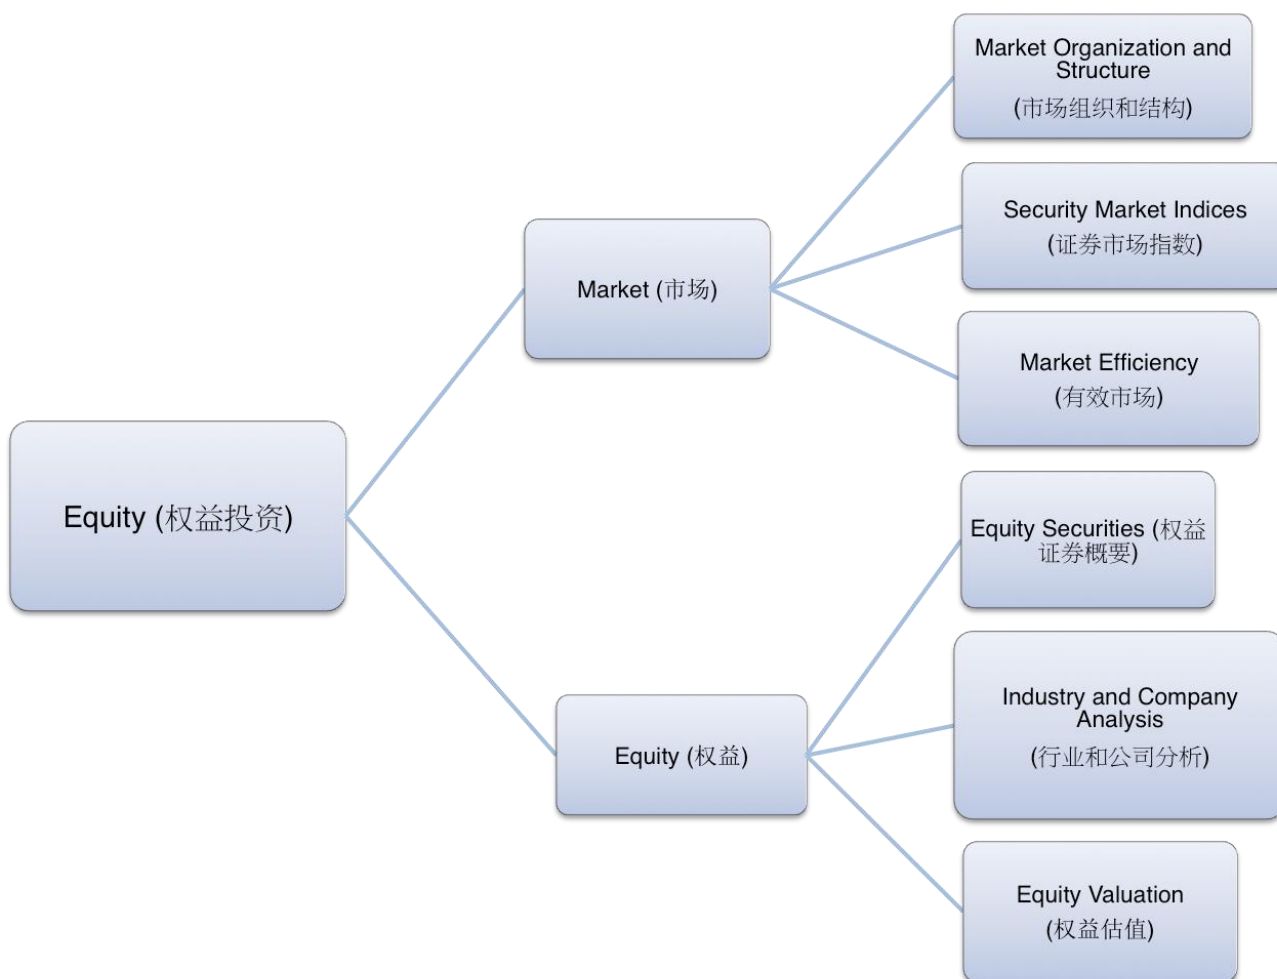 Market Organization and
Structure
(市场组织和结构)
Security Market Indices
(证券市场指数)
Market (市场)
Market Efficiency
(有效市场)
Equity (权益投资)
Equity Securities (权益
证券概要)
Industry and Company
Analysis
(行业和公司分析)
Equity (权益)
Equity Valuation
(权益估值)